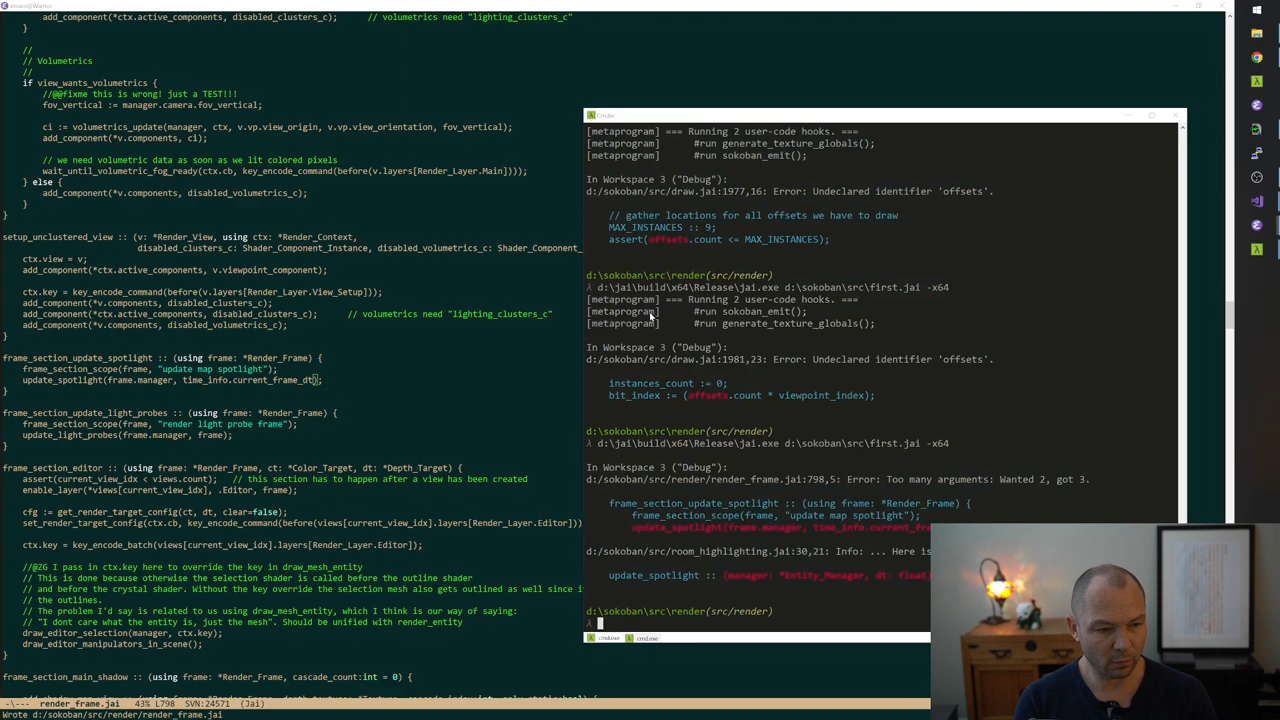 emacs@Warrior
        add_component(*ctx.active_components, disabled_clusters_c);      // volumetrics need "lighting_clusters_c"
    }
    //
    // Volumetrics
    //
    if view_wants_volumetrics {
        //@@fixme this is wrong! just a TEST!!!
        fov_vertical := manager.camera.fov_vertical;
        ci := volumetrics_update(manager, ctx, v.vp.view_origin, v.vp.view_orientation, fov_vertical);
        add_component(*v.components, ci);
        // we need volumetric data as soon as we lit colored pixels
        wait_until_volumetric_fog_ready(ctx.cb, key_encode_command(before(v.layers[Render_Layer.Main])));
    } else {
        add_component(*v.components, disabled_volumetrics_c);
    }
}
setup_unclustered_view :: (v: *Render_View, using ctx: *Render_Context,
                           disabled_clusters_c: Shader_Component_Instance, disabled_volumetrics_c: Shader_Component_
    ctx.view = v;
    add_component(*ctx.active_components, v.viewpoint_component);
    ctx.key = key_encode_command(before(v.layers[Render_Layer.View_Setup]));
    add_component(*v.components, disabled_clusters_c);
    add_component(*ctx.active_components, disabled_clusters_c);      // volumetrics need "lighting_clusters_c"
    add_component(*v.components, disabled_volumetrics_c);
}
frame_section_update_spotlight :: (using frame: *Render_Frame) {
    frame_section_scope(frame, "update map spotlight");
    update_spotlight(frame.manager, time_info.current_frame_dt);
}
frame_section_update_light_probes :: (using frame: *Render_Frame) {
    frame_section_scope(frame, "render light probe frame");
    update_light_probes(frame.manager, frame);
}
frame_section_editor :: (using frame: *Render_Frame, ct: *Color_Target, dt: *Depth_Target) {
    assert(current_view_idx < views.count);   // this section has to happen after a view has been created
    enable_layer(*views[current_view_idx], .Editor, frame);
    cfg := get_render_target_config(ct, dt, clear=false);
    set_render_target_config(ctx.cb, key_encode_command(before(views[current_view_idx].layers[Render_Layer.Editor]))
    ctx.key = key_encode_batch(views[current_view_idx].layers[Render_Layer.Editor]);
    //@ZG I pass in ctx.key here to override the key in draw_mesh_entity
    // This is done because otherwise the selection shader is called before the outline shader
    // and before the crystal shader. Without the key override the selection mesh also gets outlined as well since i
    // the outlines.
    // The problem I'd say is related to us using draw_mesh_entity, which I think is our way of saying:
    // "I dont care what the entity is, just the mesh". Should be unified with render_entity
    draw_editor_selection(manager, ctx.key);
    draw_editor_manipulators_in_scene();
}
frame_section_main_shadow :: (using frame: *Render_Frame, cascade_count:int = 0) {
-\---  render_frame.jai   43% L798  SVN:24571  (Jai)
Wrote d:/sokoban/src/render/render_frame.jai
Cmder
[metaprogram] === Running 2 user-code hooks. ===
[metaprogram]      #run generate_texture_globals();
[metaprogram]      #run sokoban_emit();
In Workspace 3 ("Debug"):
d:/sokoban/src/draw.jai:1977,16: Error: Undeclared identifier 'offsets'.
    // gather locations for all offsets we have to draw
    MAX_INSTANCES :: 9;
    assert(offsets.count <= MAX_INSTANCES);
d:\sokoban\src\render(src/render)
λ d:\jai\build\x64\Release\jai.exe d:\sokoban\src\first.jai -x64
[metaprogram] === Running 2 user-code hooks. ===
[metaprogram]      #run sokoban_emit();
[metaprogram]      #run generate_texture_globals();
In Workspace 3 ("Debug"):
d:/sokoban/src/draw.jai:1981,23: Error: Undeclared identifier 'offsets'.
    instances_count := 0;
    bit_index := (offsets.count * viewpoint_index);
d:\sokoban\src\render(src/render)
λ d:\jai\build\x64\Release\jai.exe d:\sokoban\src\first.jai -x64
In Workspace 3 ("Debug"):
d:/sokoban/src/render/render_frame.jai:798,5: Error: Too many arguments: Wanted 2, got 3.
    frame_section_update_spotlight :: (using frame: *Render_Frame) {
        frame_section_scope(frame, "update map spotlight");
        update_spotlight(frame.manager, time_info.current_fra
d:/sokoban/src/room_highlighting.jai:30,21: Info: ... Here is
    update_spotlight :: (manager: *Entity_Manager, dt: float)
d:\sokoban\src\render(src/render)
λ
cmd.exe   cmd.exe